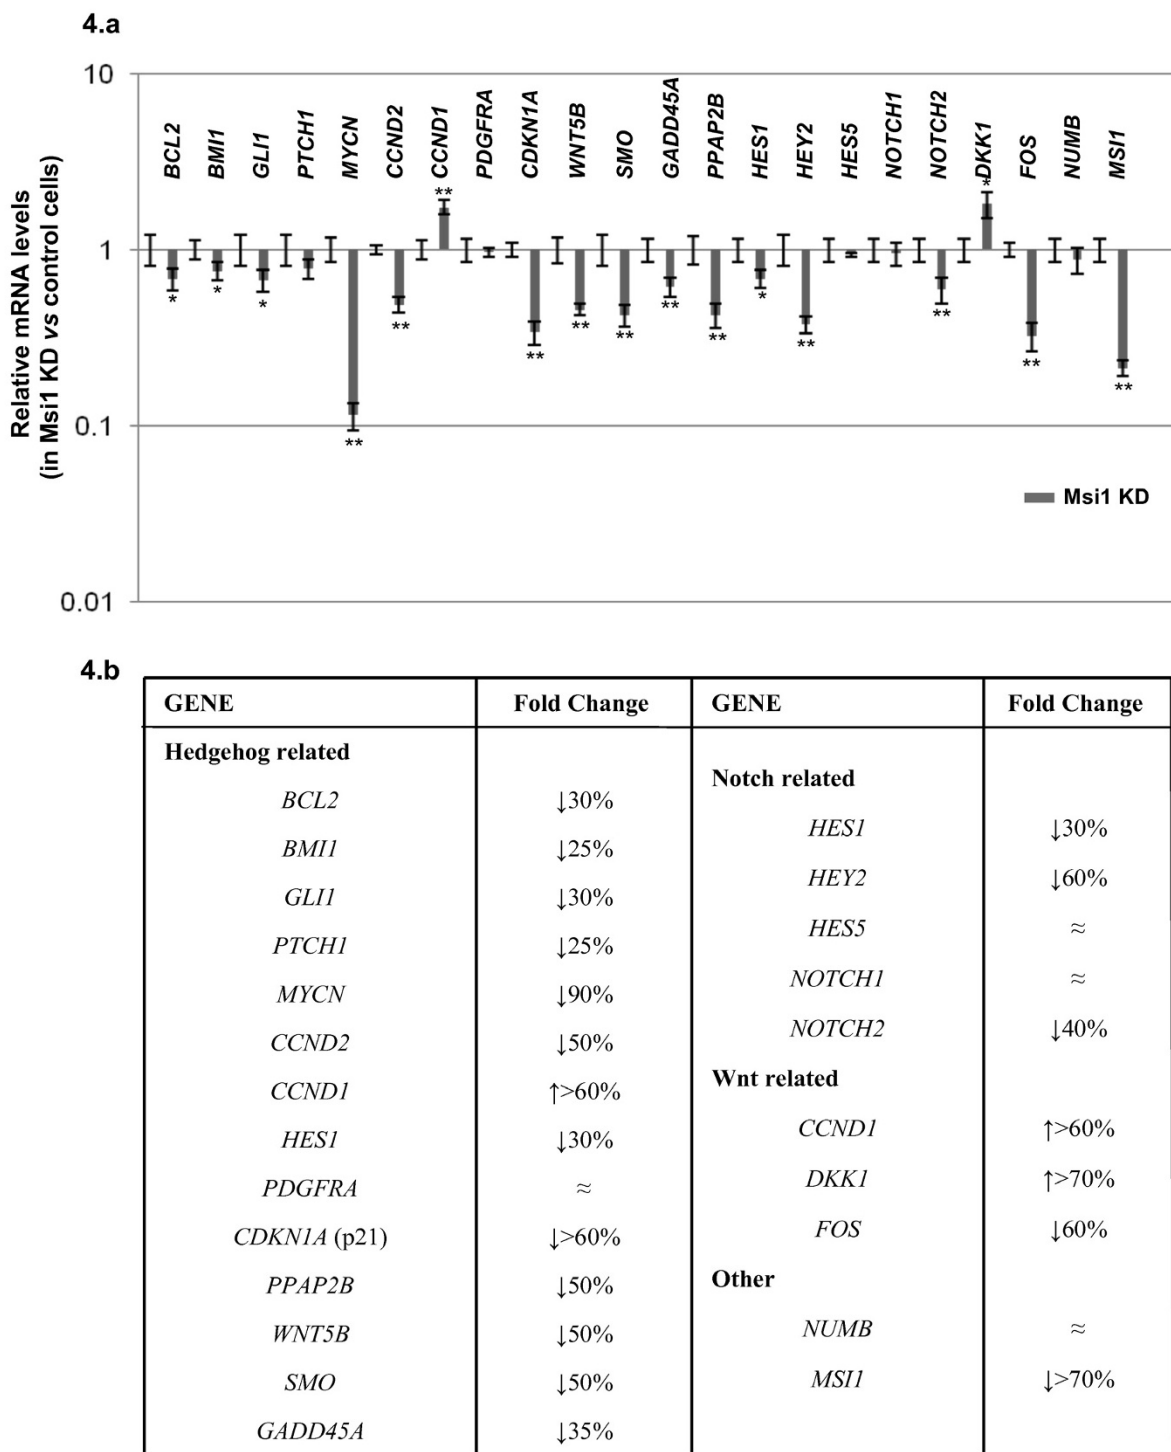 4.a
Relative mRNA levels
(in Msi1 KD vs control cells)
10
1
0.1
0.01
BCL2
BMI1
GLI1
PTCH1
MYCN
CCND2
CCND1
PDGFRA
CDKN1A
WNT5B
SMO
GADD45A
PPAP2B
HES1
HEY2
HES5
NOTCH1
NOTCH2
DKK1
FOS
NUMB
MSI1
*
*
*
**
**
**
**
**
**
**
**
*
**
**
*
**
**
Msi1 KD
4.b
GENE Fold Change GENE Fold Change
Hedgehog related
BCL2 ↓30%
BMI1 ↓25%
GLI1 ↓30%
PTCH1 ↓25%
MYCN ↓90%
CCND2 ↓50%
CCND1 ↑>60%
HES1 ↓30%
PDGFRA ≈
CDKN1A (p21) ↓>60%
PPAP2B ↓50%
WNT5B ↓50%
SMO ↓50%
GADD45A ↓35%
Notch related
HES1 ↓30%
HEY2 ↓60%
HES5 ≈
NOTCH1 ≈
NOTCH2 ↓40%
Wnt related
CCND1 ↑>60%
DKK1 ↑>70%
FOS ↓60%
Other
NUMB ≈
MSI1 ↓>70%